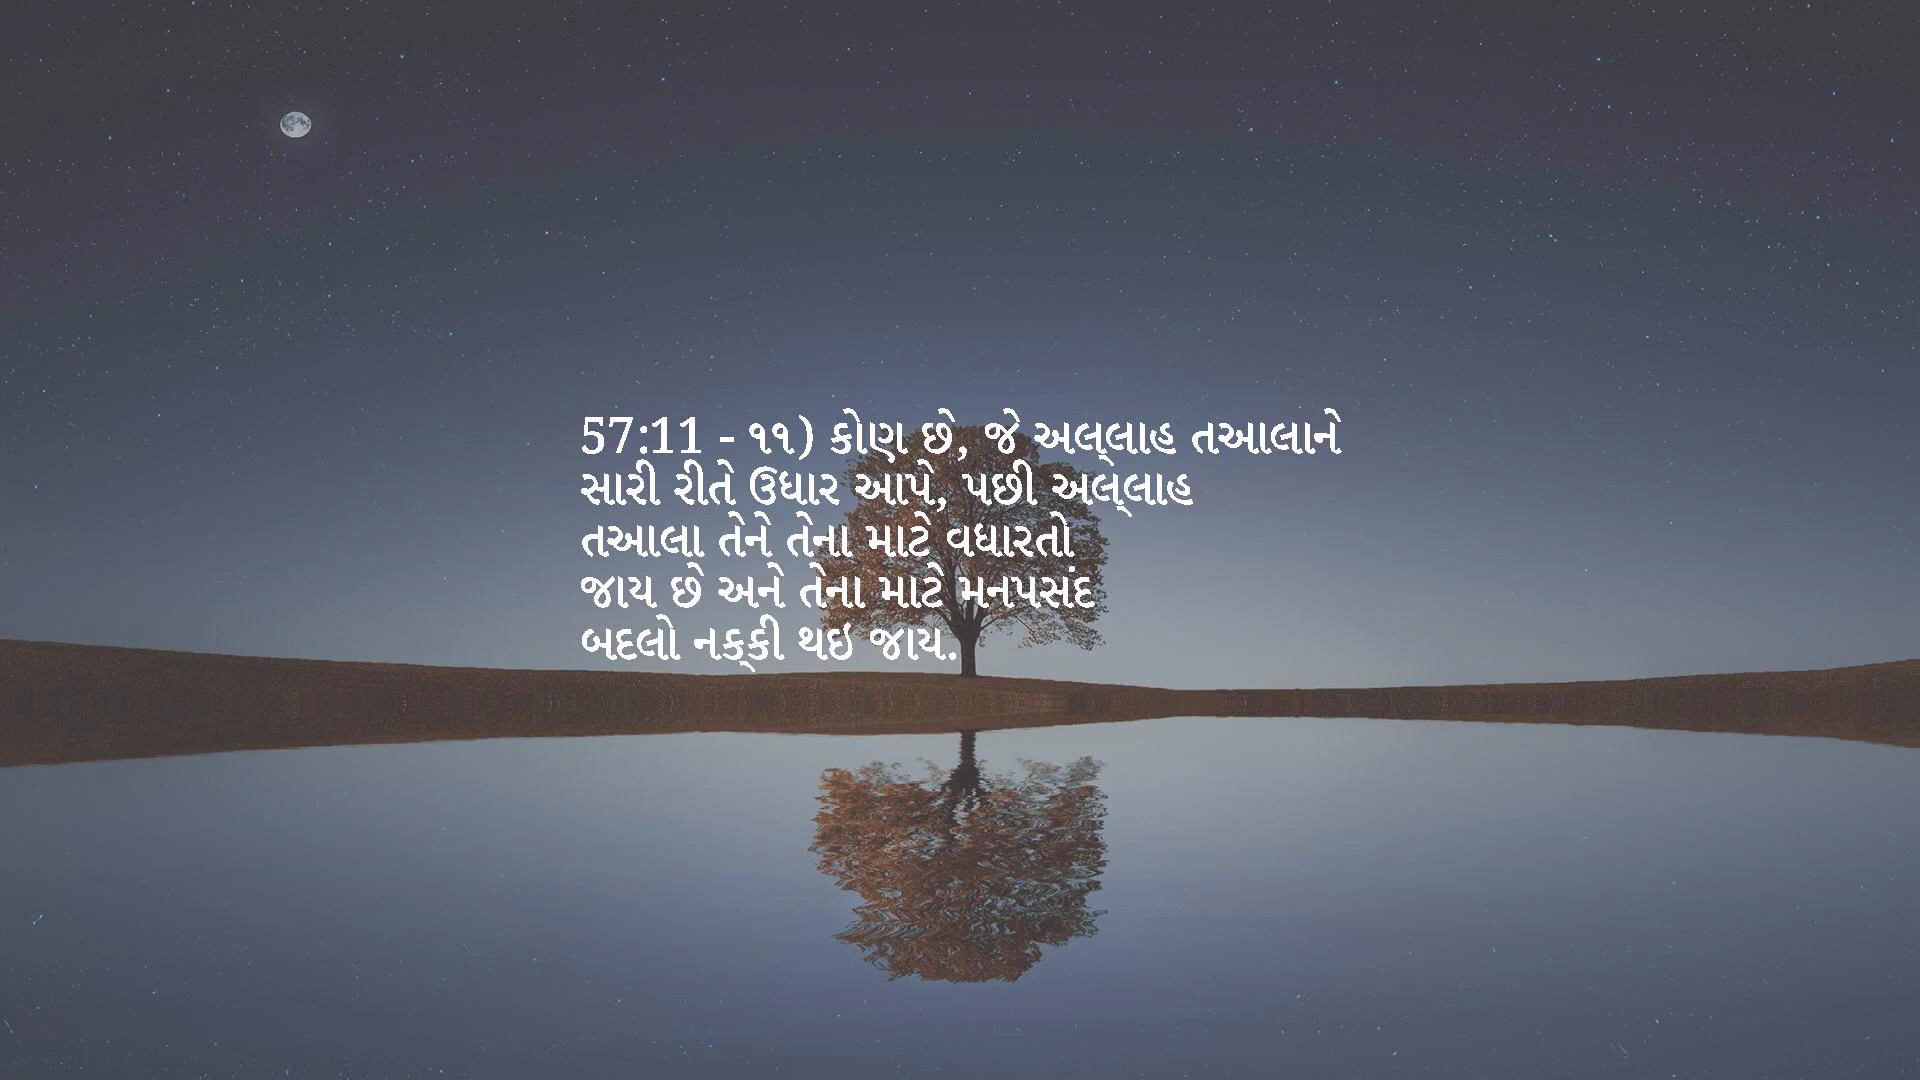 57:11 - ૧૧) કોણ છે, જે અલ્‌લાહ તઆલાને
સારી રીતે ઉધાર આપે, પછી અલ્‌લાહ
તઆલા તેને તેના માટે વધારતો
જાય છે અને તેના માટે મનપસંદ
બદલો નક્‌કી થઇ જાય.